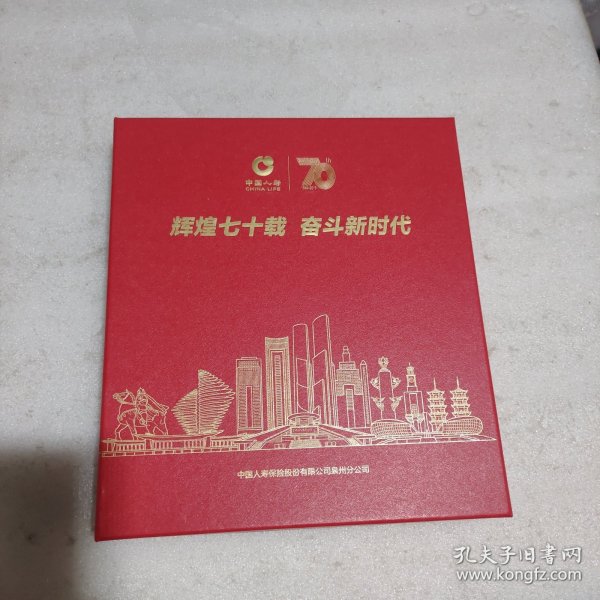 中国人寿
CHINA LIFE
70th
辉煌七十载 奋斗新时代
中国人寿保险股份有限公司泉州分公司
孔夫子旧书网
www.kongfz.com